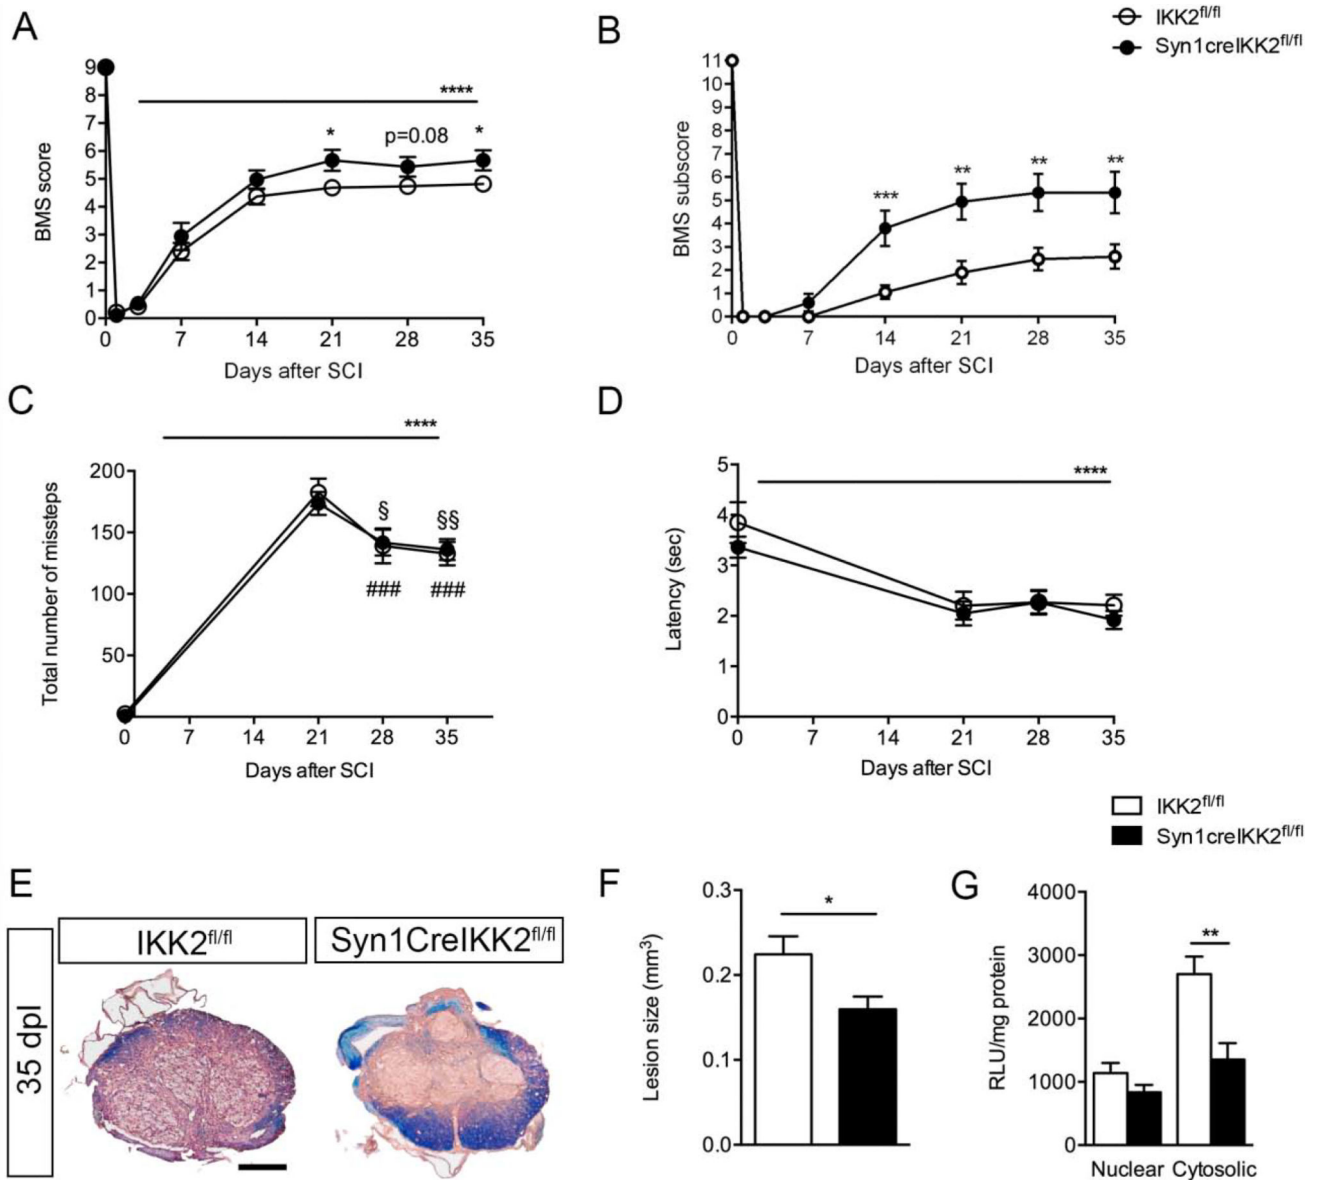 A
B
IKK2fl/fl
Syn1creIKK2fl/fl
9
8
7
6
5
4
3
2
1
0
BMS score
****
*
p=0.08
*
0 7 14 21 28 35
Days after SCI
11
10
9
8
7
6
5
4
3
2
1
0
BMS subscore
***
**
**
**
0 7 14 21 28 35
Days after SCI
C
****
200
150
100
50
Total number of missteps
§
§§
###
###
0 7 14 21 28 35
Days after SCI
D
5
4
3
2
1
0
Latency (sec)
****
0 7 14 21 28 35
Days after SCI
IKK2fl/fl
Syn1creIKK2fl/fl
E
IKK2fl/fl
Syn1CreIKK2fl/fl
35 dpl
F
0.3
0.2
0.1
0.0
Lesion size (mm3)
*
G
4000
3000
2000
1000
0
RLU/mg protein
**
Nuclear Cytosolic